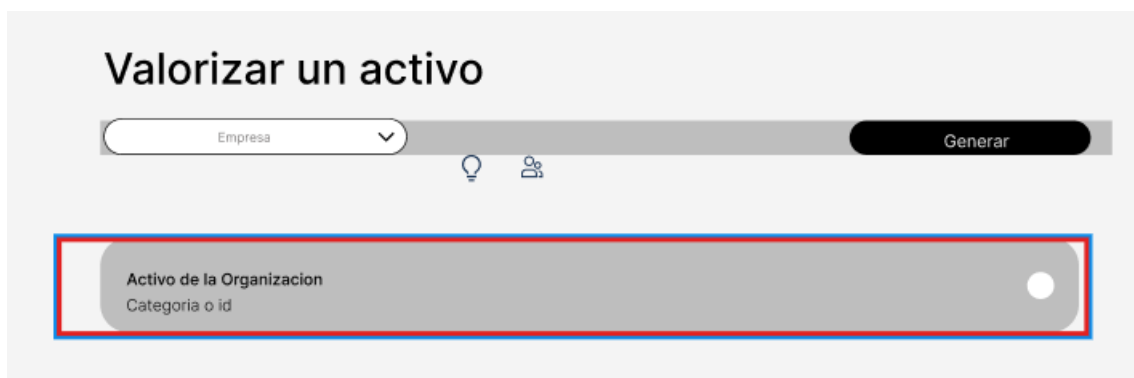 Valorizar un activo
Empresa
Generar
Activo de la Organizacion
Categoria o id